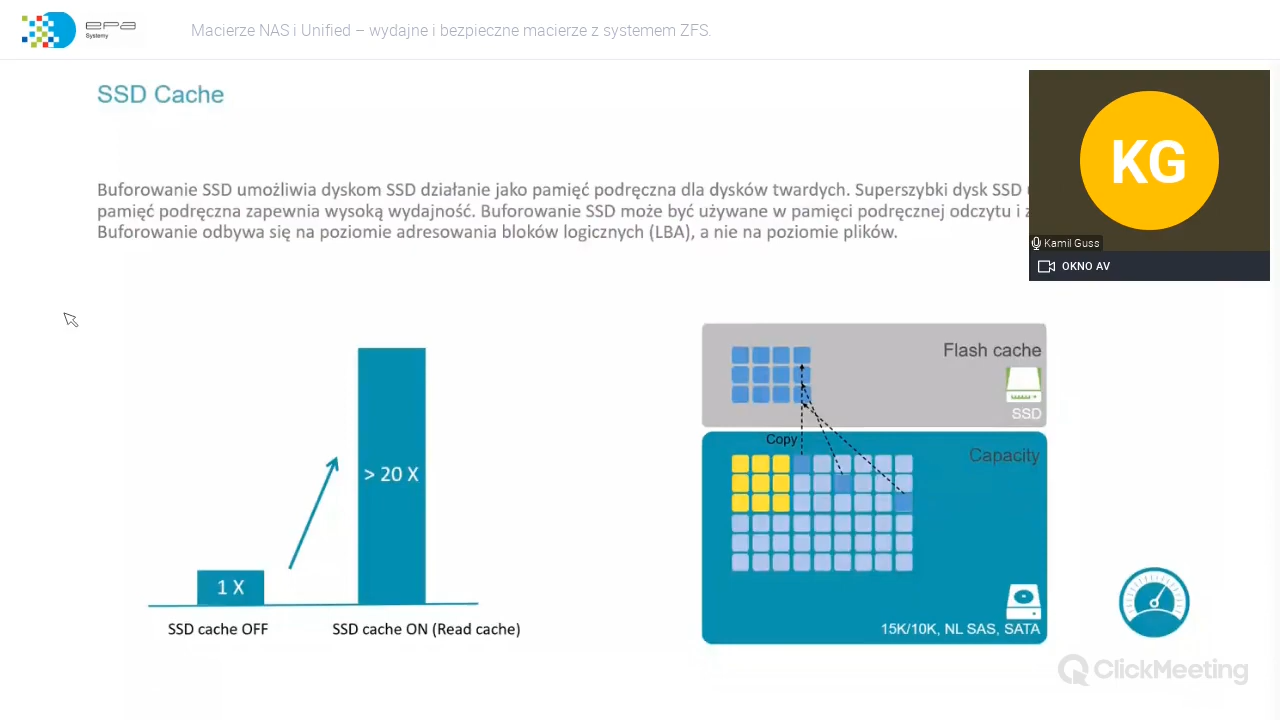 epa
Systemy
Macierze NAS i Unified – wydajne i bezpieczne macierze z systemem ZFS.
SSD Cache
KG
Buforowanie SSD umożliwia dyskom SSD działanie jako pamięć podręczna dla dysków twardych. Superszybki dysk SSD
pamięć podręczna zapewnia wysoką wydajność. Buforowanie SSD może być używane w pamięci podręcznej odczytu i
Buforowanie odbywa się na poziomie adresowania bloków logicznych (LBA), a nie na poziomie plików.
Kamil Guss
OKNO AV
Flash cache
SSD
Copy
Capacity
> 20 X
1 X
SSD cache OFF
SSD cache ON (Read cache)
15K/10K, NL SAS, SATA
ClickMeeting